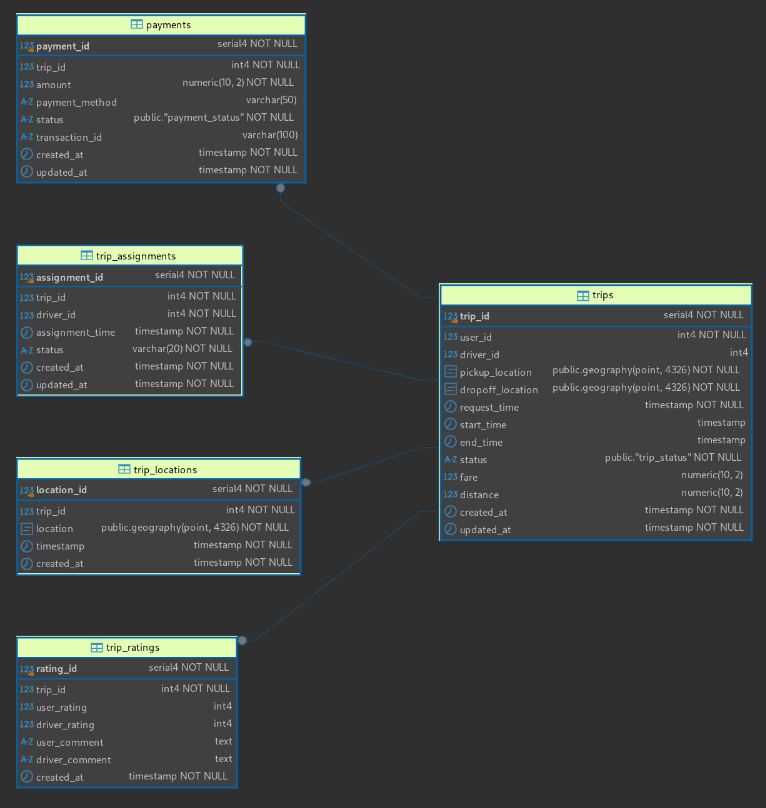 payments
123 payment_id serial4 NOT NULL
123 trip_id int4 NOT NULL
123 amount numeric(10, 2) NOT NULL
A-Z payment_method varchar(50)
A-Z status public."payment_status" NOT NULL
A-Z transaction_id varchar(100)
created_at timestamp NOT NULL
updated_at timestamp NOT NULL
trip_assignments
123 assignment_id serial4 NOT NULL
123 trip_id int4 NOT NULL
123 driver_id int4 NOT NULL
assignment_time timestamp NOT NULL
A-Z status varchar(20) NOT NULL
created_at timestamp NOT NULL
updated_at timestamp NOT NULL
trips
123 trip_id serial4 NOT NULL
123 user_id int4 NOT NULL
123 driver_id int4
pickup_location public.geography(point, 4326) NOT NULL
dropoff_location public.geography(point, 4326) NOT NULL
request_time timestamp NOT NULL
start_time timestamp
end_time timestamp
A-Z status public."trip_status" NOT NULL
123 fare numeric(10, 2)
123 distance numeric(10, 2)
created_at timestamp NOT NULL
updated_at timestamp NOT NULL
trip_locations
123 location_id serial4 NOT NULL
123 trip_id int4 NOT NULL
location public.geography(point, 4326) NOT NULL
timestamp timestamp NOT NULL
created_at timestamp NOT NULL
trip_ratings
123 rating_id serial4 NOT NULL
123 trip_id int4 NOT NULL
123 user_rating int4
123 driver_rating int4
A-Z user_comment text
A-Z driver_comment text
created_at timestamp NOT NULL